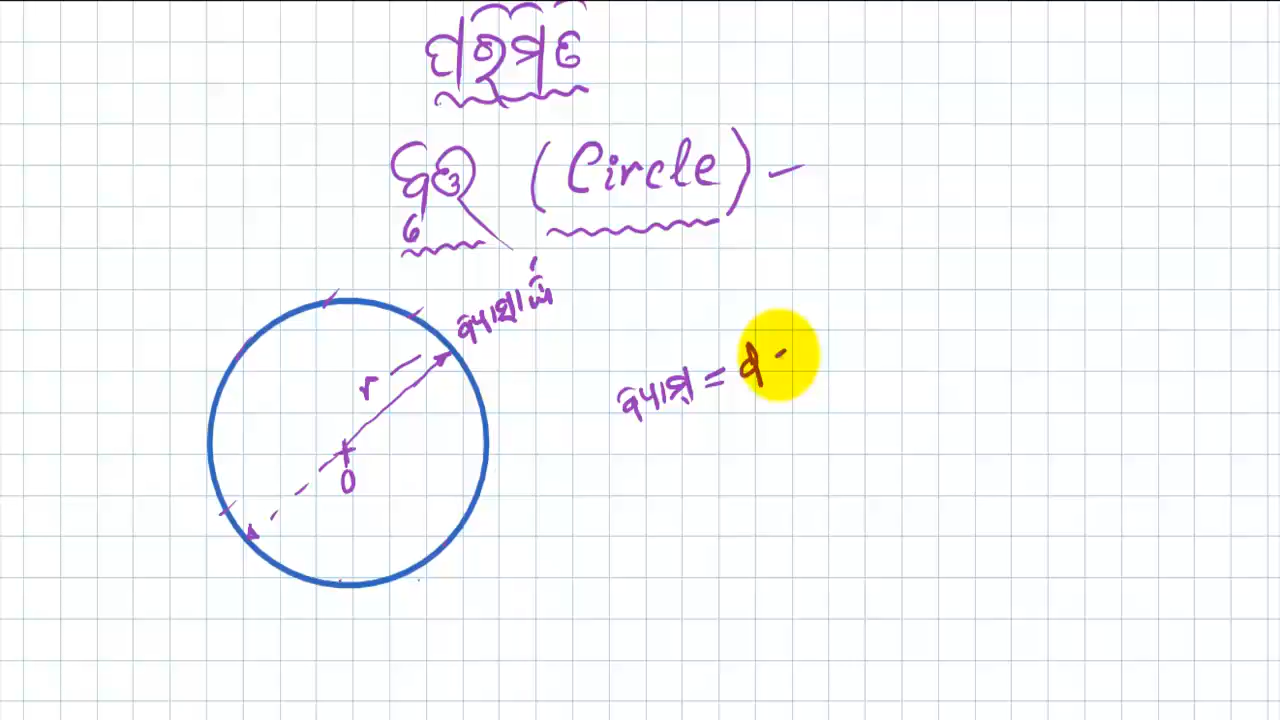 ପରିମିତି
ବୃତ୍ତ (Circle) -
ବ୍ୟାସାର୍ଦ୍ଧ
r
ବ୍ୟାସ = d -
O